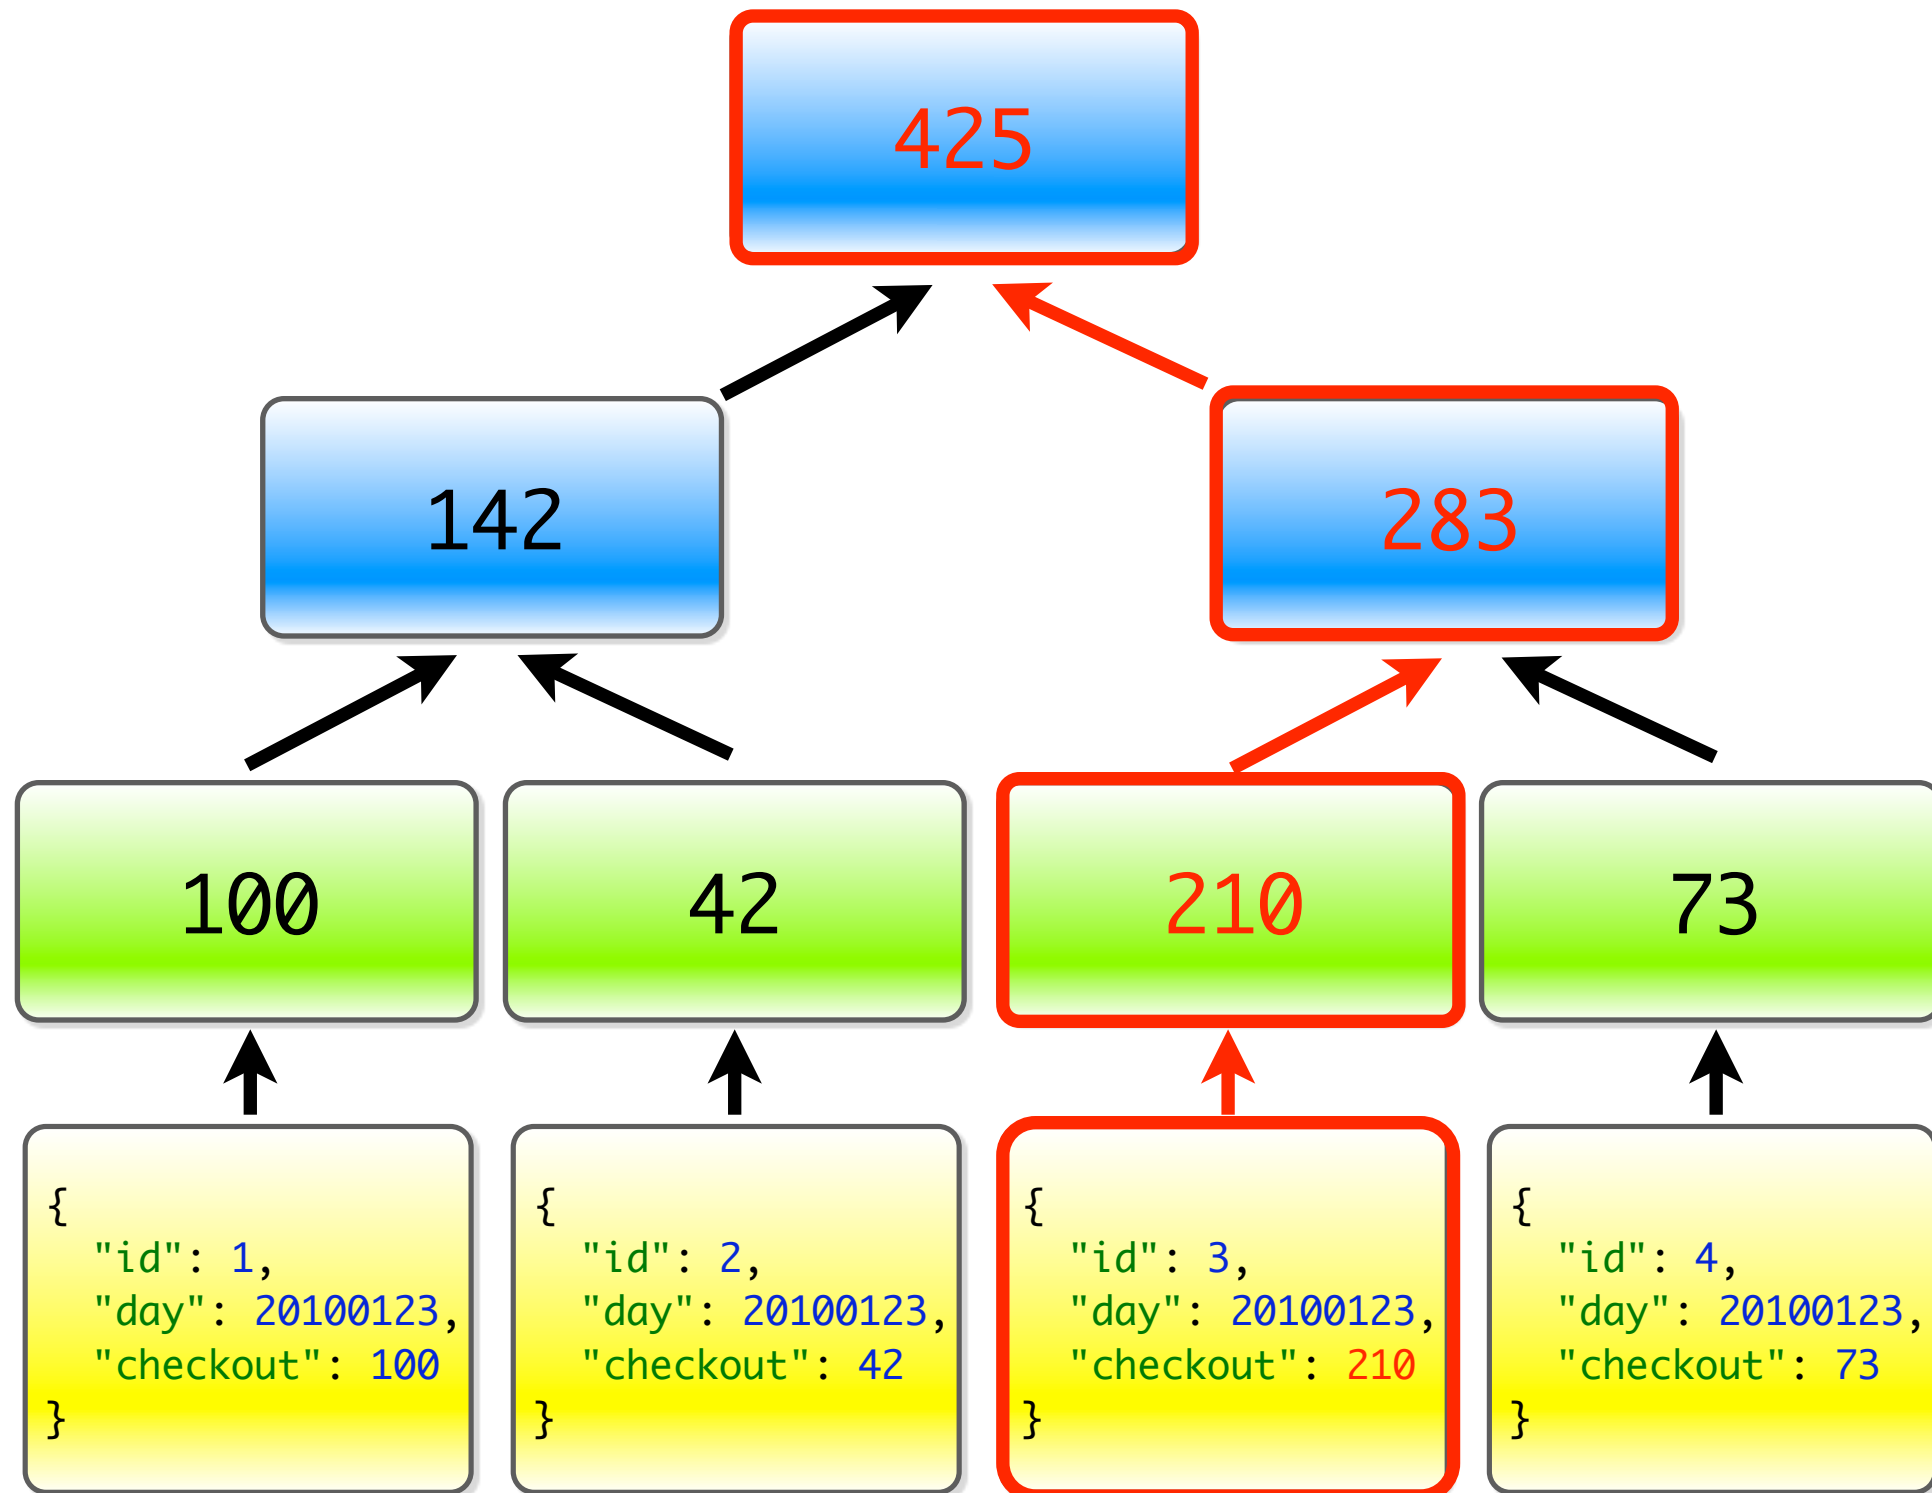 425
142
283
100
42
210
73
{
"id": 1,
"day": 20100123,
"checkout": 100
}
{
"id": 2,
"day": 20100123,
"checkout": 42
}
{
"id": 3,
"day": 20100123,
"checkout": 210
}
{
"id": 4,
"day": 20100123,
"checkout": 73
}